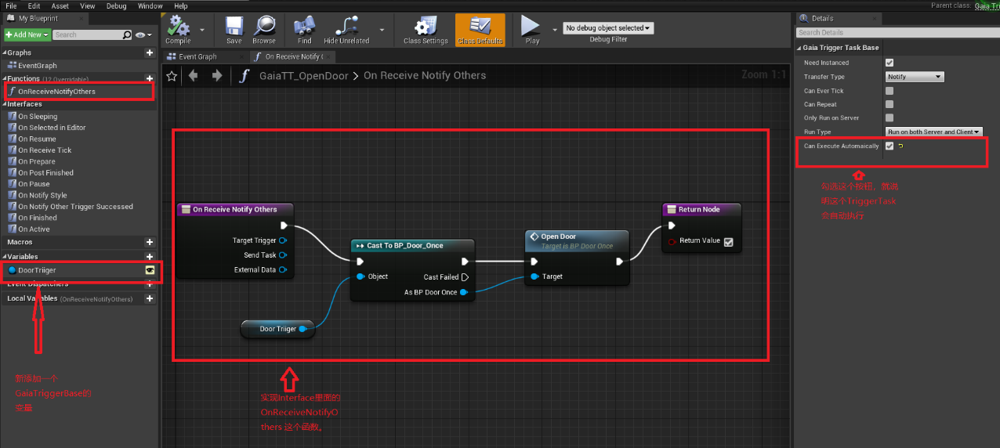 File Edit Asset View Debug Window Help
Parent class: Gaia Tri
My Blueprint
Add New
Search
Compile
Save
Browse
Find
Hide Unrelated
Class Settings
Class Defaults
Play
No debug object selected
Debug Filter
Details
Search Details
Graphs
EventGraph
Functions (12 Overridable)
OnReceiveNotifyOthers
Interfaces
On Sleeping
On Selected in Editor
On Resume
On Receive Tick
On Prepare
On Post Finished
On Pause
On Notify Style
On Notify Other Trigger Successed
On Finished
On Active
Macros
Variables
DoorTriiger
Event Dispatchers
Local Variables (OnReceiveNotifyOthers)
新添加一个
GaiaTriggerBase的
变量
Event Graph
On Receive Notify (
GaiaTT_OpenDoor > On Receive Notify Others
Zoom 1:1
On Receive Notify Others
Target Trigger
Send Task
External Data
Cast To BP_Door_Once
Object
Cast Failed
As BP Door Once
Open Door
Target is BP Door Once
Target
Return Node
Return Value
Door Triiger
实现Interface里面的
OnReceiveNotifyO
thers 这个函数。
Gaia Trigger Task Base
Need Instanced
Transfer Type Notify
Can Ever Tick
Can Repeat
Only Run on Server
Run Type Run on both Server and Client
Can Execute Automaically
勾选这个按钮，就说
明这个TriggerTask
会自动执行